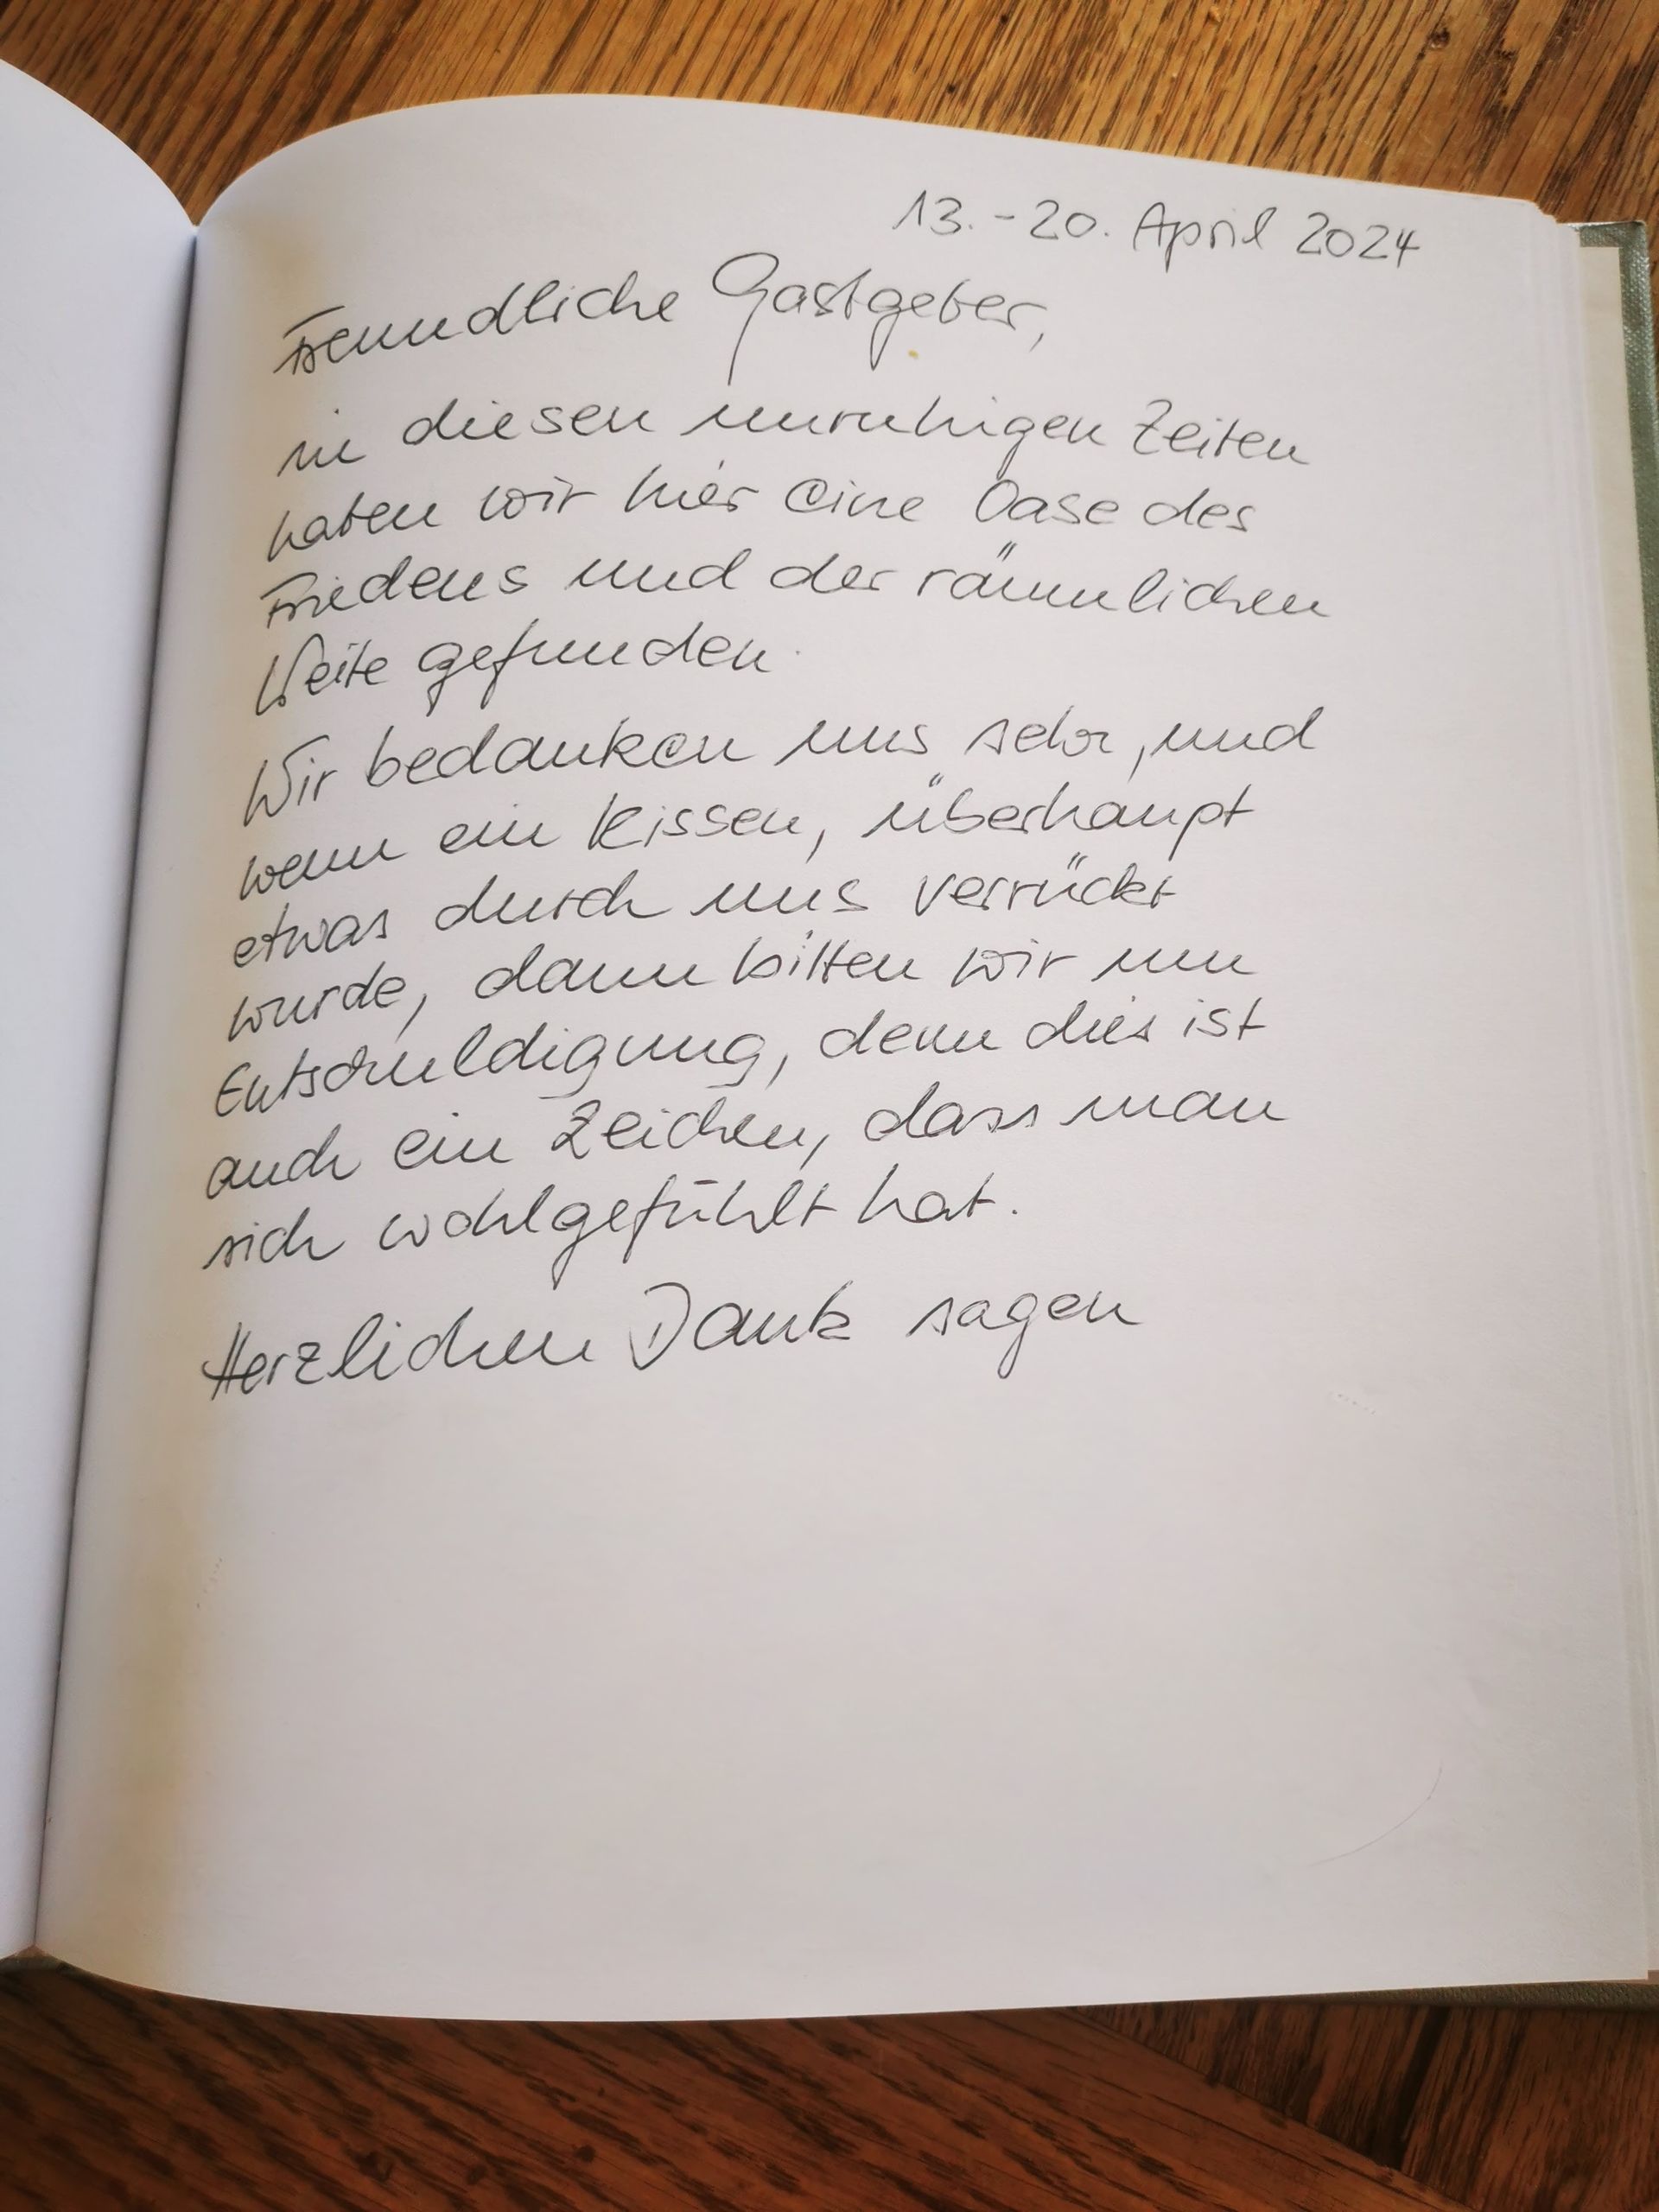 13.-20. April 2024
Freundliche Gastgeber,
in diesen unruhigen Zeiten
haben wir hier eine Oase des
Friedens und der räumlichen
Weite gefunden.
Wir bedanken uns sehr, und
wenn ein Kissen, überhaupt
etwas durch uns verrückt
wurde, dann bitten wir um
Entschuldigung, denn dies ist
auch ein Zeichen, dass man
sich wohlgefühlt hat.
Herzlichen Dank sagen